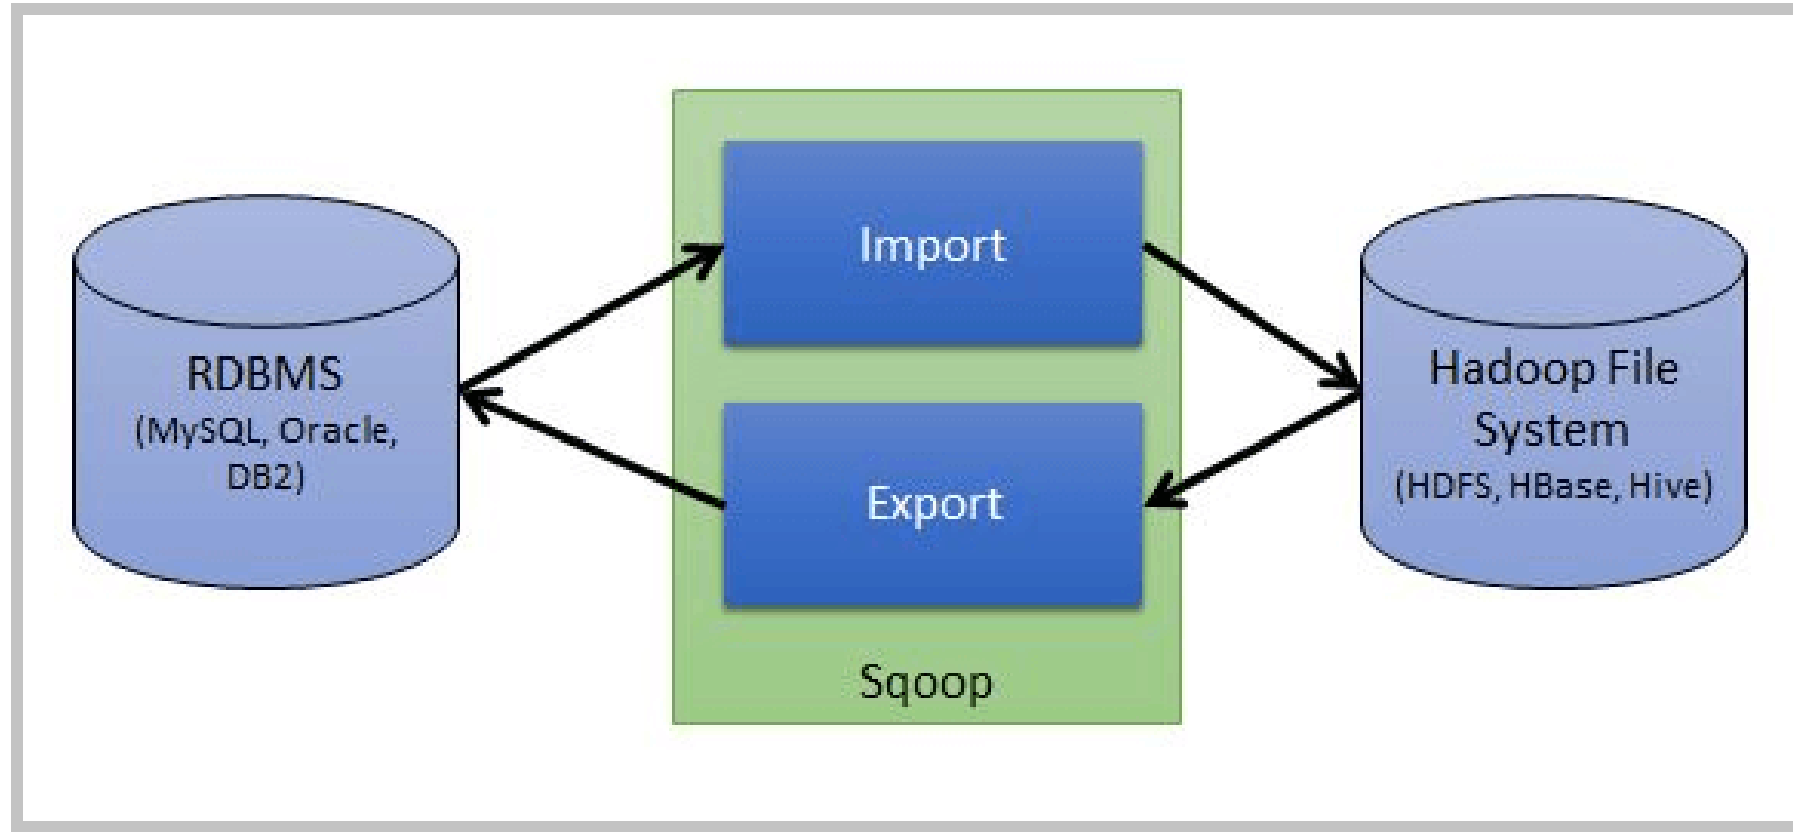 Import
RDBMS
(MySQL, Oracle,
DB2)
Hadoop File
System
(HDFS, HBase, Hive)
Export
Sqoop